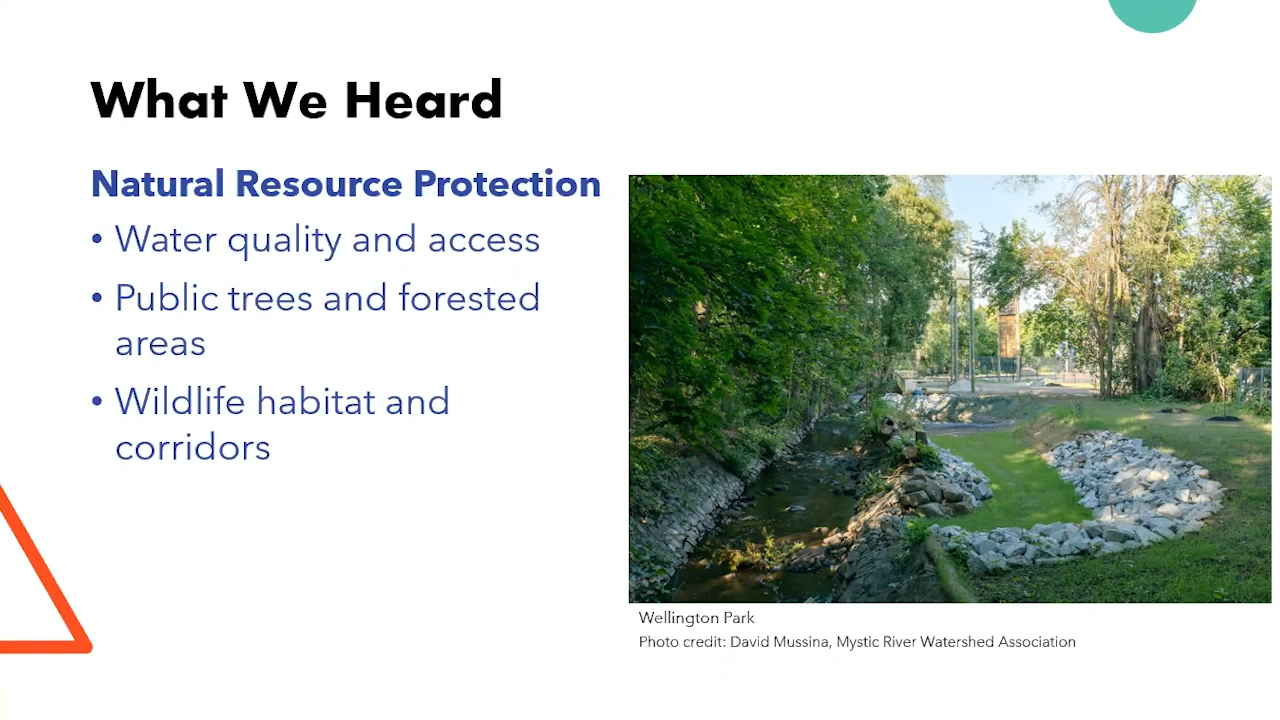 What We Heard
Natural Resource Protection
• Water quality and access
• Public trees and forested
areas
• Wildlife habitat and
corridors
Wellington Park
Photo credit: David Mussina, Mystic River Watershed Association